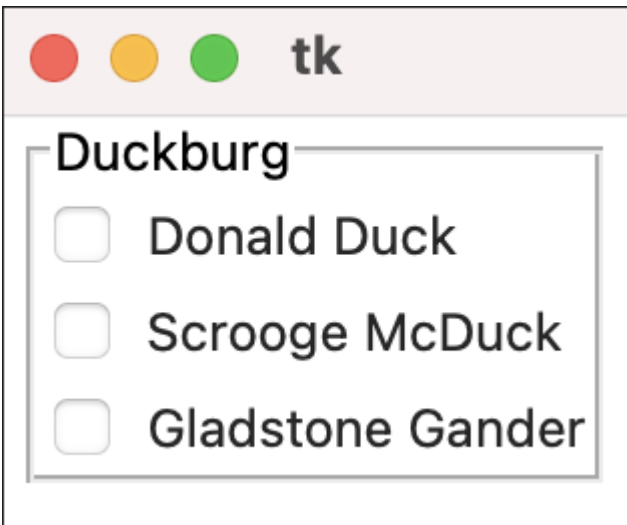 tk
Duckburg
Donald Duck
Scrooge McDuck
Gladstone Gander